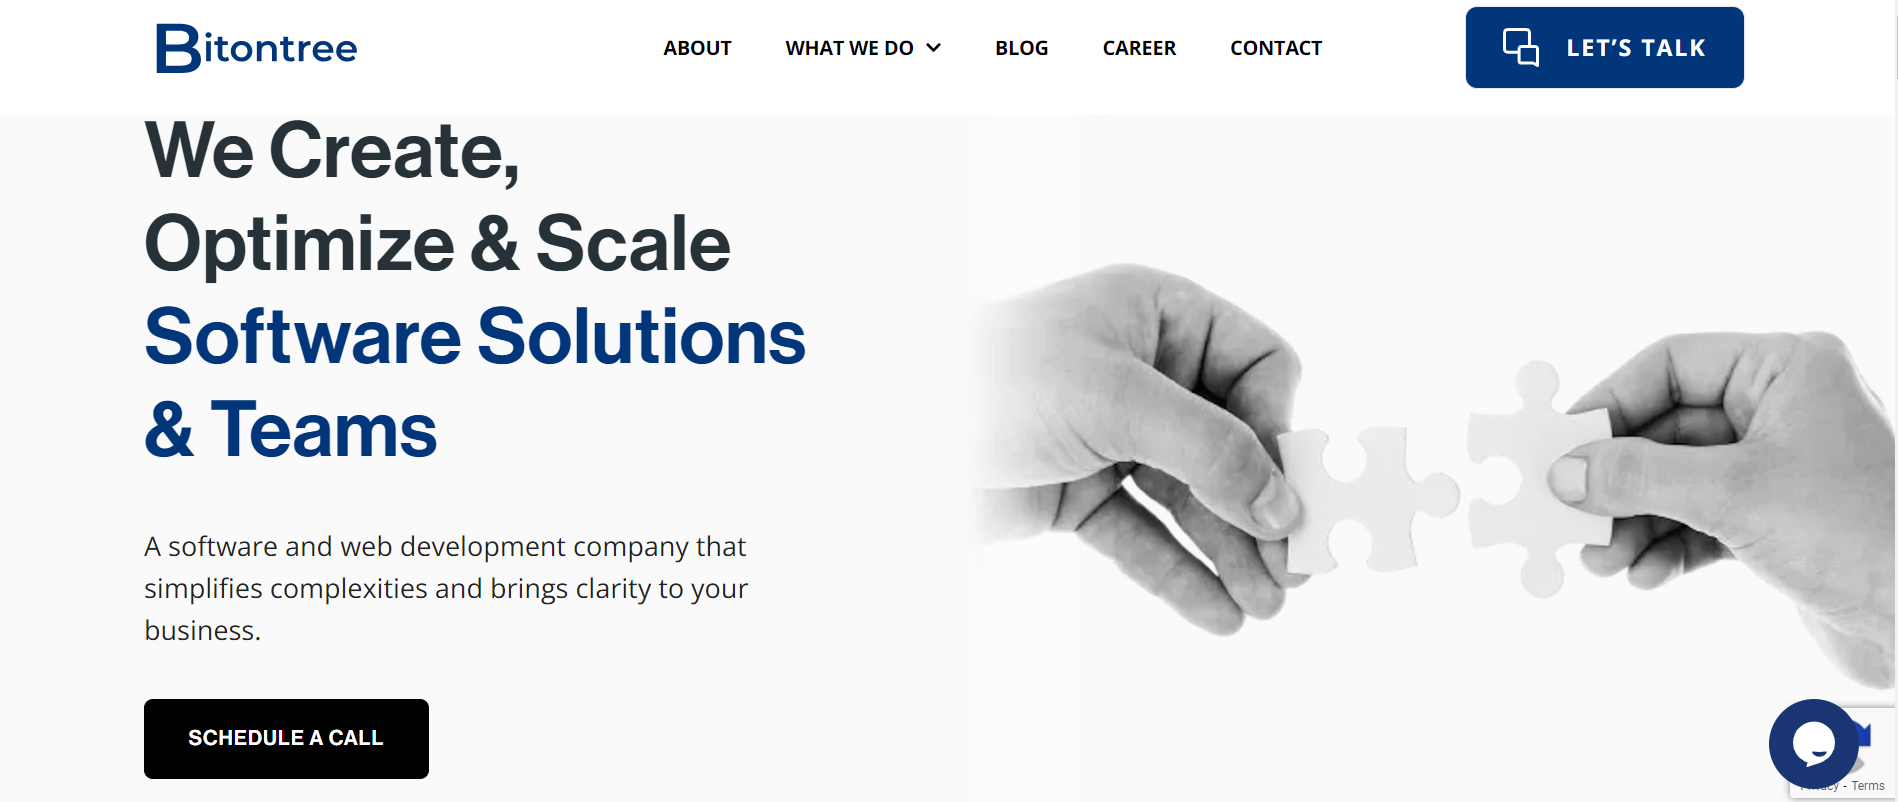 Bitontree
ABOUT WHAT WE DO BLOG CAREER CONTACT
LET'S TALK
We Create,
Optimize & Scale
Software Solutions
& Teams
A software and web development company that
simplifies complexities and brings clarity to your
business.
SCHEDULE A CALL
Privacy - Terms